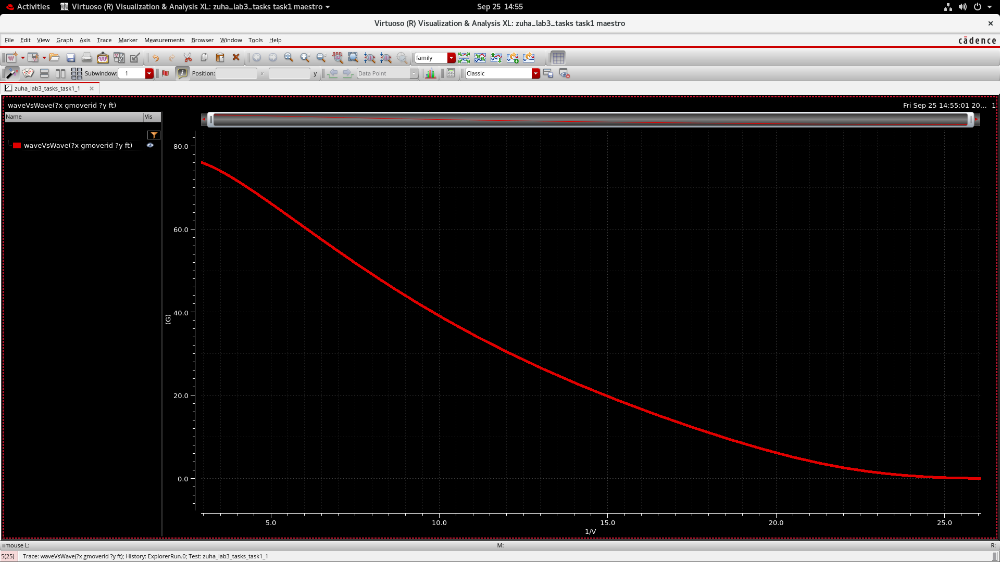 Activities Virtuoso (R) Visualization & Analysis XL: zuha_lab3_tasks task1 maestro Sep 25 14:55
Virtuoso (R) Visualization & Analysis XL: zuha_lab3_tasks task1 maestro
File Edit View Graph Axis Trace Marker Measurements Browser Window Tools Help cādence
family
Subwindow: 1 Position: x y Data Point Classic
zuha_lab3_tasks_task1_1
waveVsWave(?x gmoverid ?y ft) Fri Sep 25 14:55:01 20... 1
Name Vis
waveVsWave(?x gmoverid ?y ft)
80.0
60.0
40.0
(G)
20.0
0.0
5.0 10.0 15.0 20.0 25.0
1/V
mouse L: M: R:
5(25) Trace: waveVsWave(?x gmoverid ?y ft); History: ExplorerRun.0; Test: zuha_lab3_tasks_task1_1